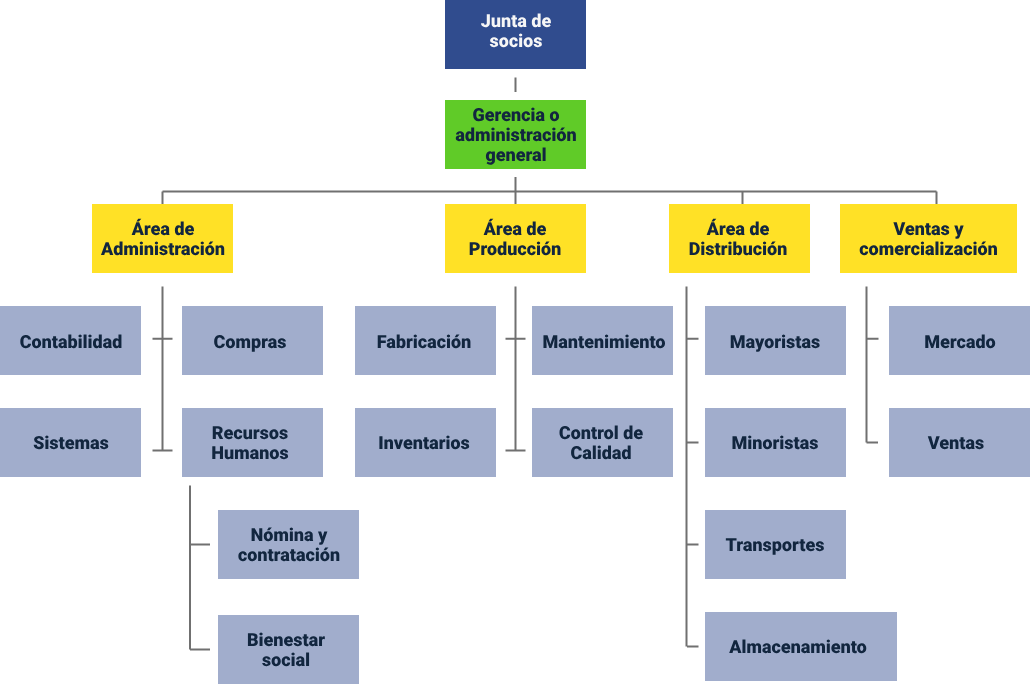 Junta de
socios
Gerencia o
administración
general
Área de
Administración
Área de
Producción
Área de
Distribución
Ventas y
comercialización
Contabilidad
Compras
Fabricación
Mantenimiento
Mayoristas
Mercado
Sistemas
Recursos
Humanos
Inventarios
Control de
Calidad
Minoristas
Ventas
Nómina y
contratación
Transportes
Bienestar
social
Almacenamiento